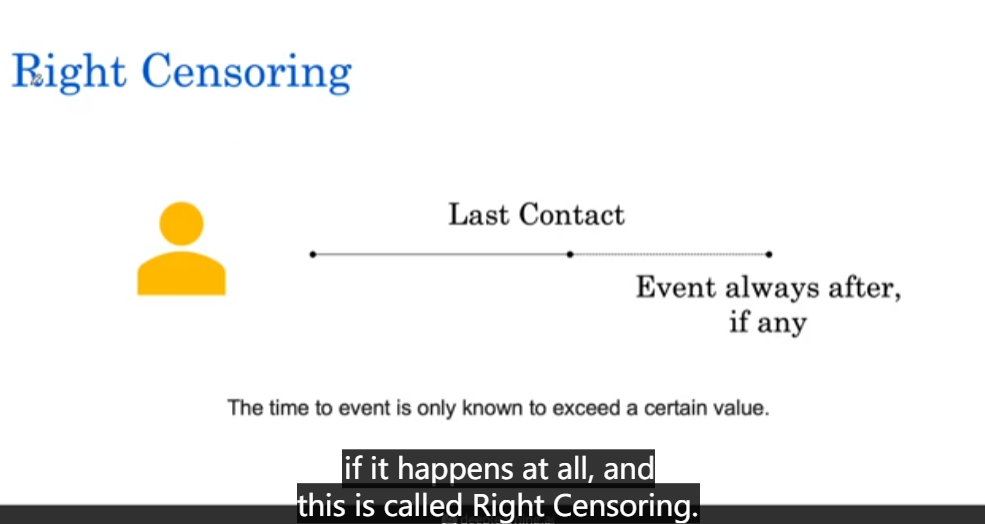 Right Censoring
Last Contact
Event always after,
if any
The time to event is only known to exceed a certain value.
if it happens at all, and
this is called Right Censoring.